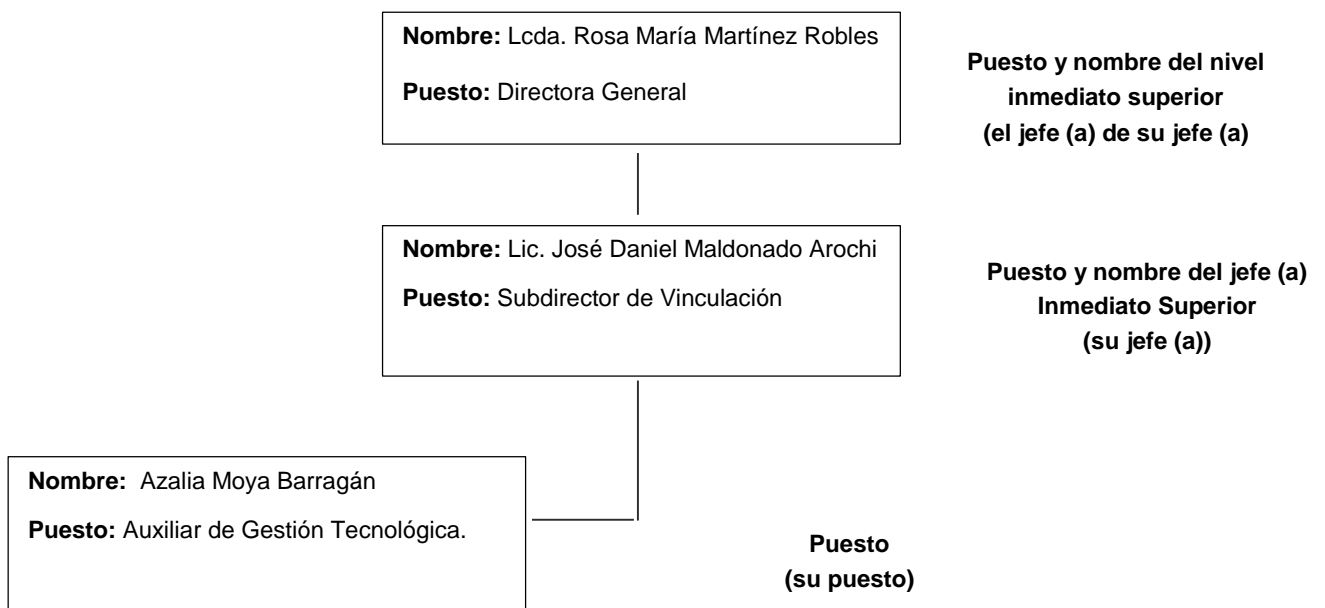 Nombre: Lcda. Rosa María Martínez Robles
Puesto: Directora General
Puesto y nombre del nivel
inmediato superior
(el jefe (a) de su jefe (a)
Nombre: Lic. José Daniel Maldonado Arochi
Puesto: Subdirector de Vinculación
Puesto y nombre del jefe (a)
Inmediato Superior
(su jefe (a))
Nombre: Azalia Moya Barragán
Puesto: Auxiliar de Gestión Tecnológica.
Puesto
(su puesto)